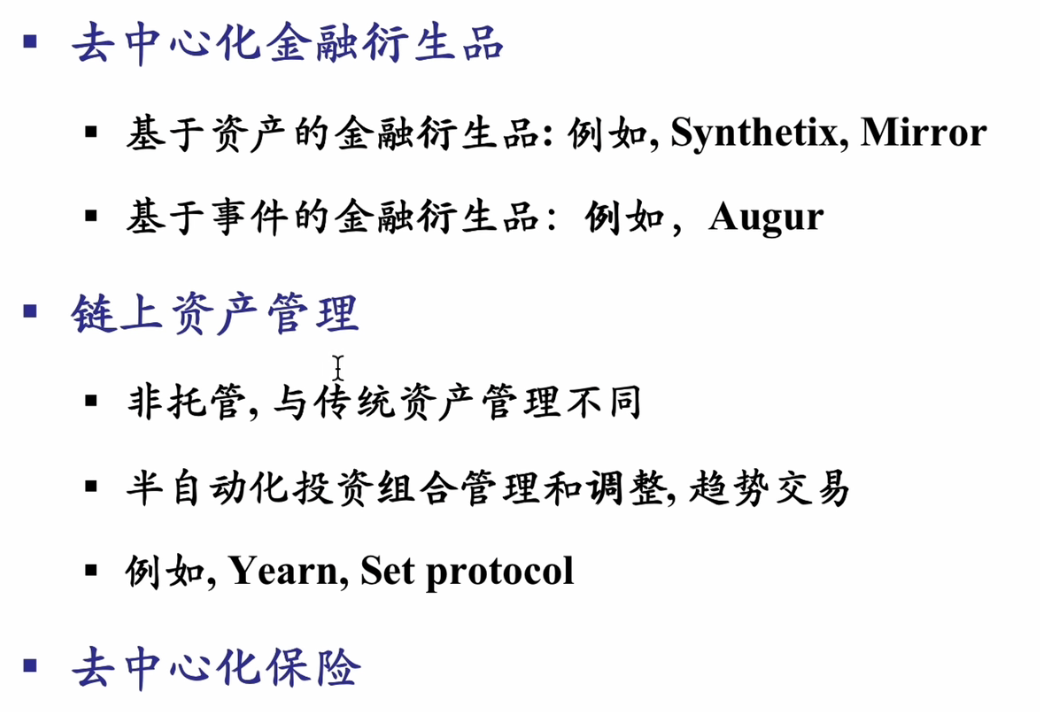 去中心化金融衍生品
基于资产的金融衍生品: 例如, Synthetix, Mirror
基于事件的金融衍生品：例如，Augur
链上资产管理
非托管, 与传统资产管理不同
半自动化投资组合管理和调整, 趋势交易
例如, Yearn, Set protocol
去中心化保险